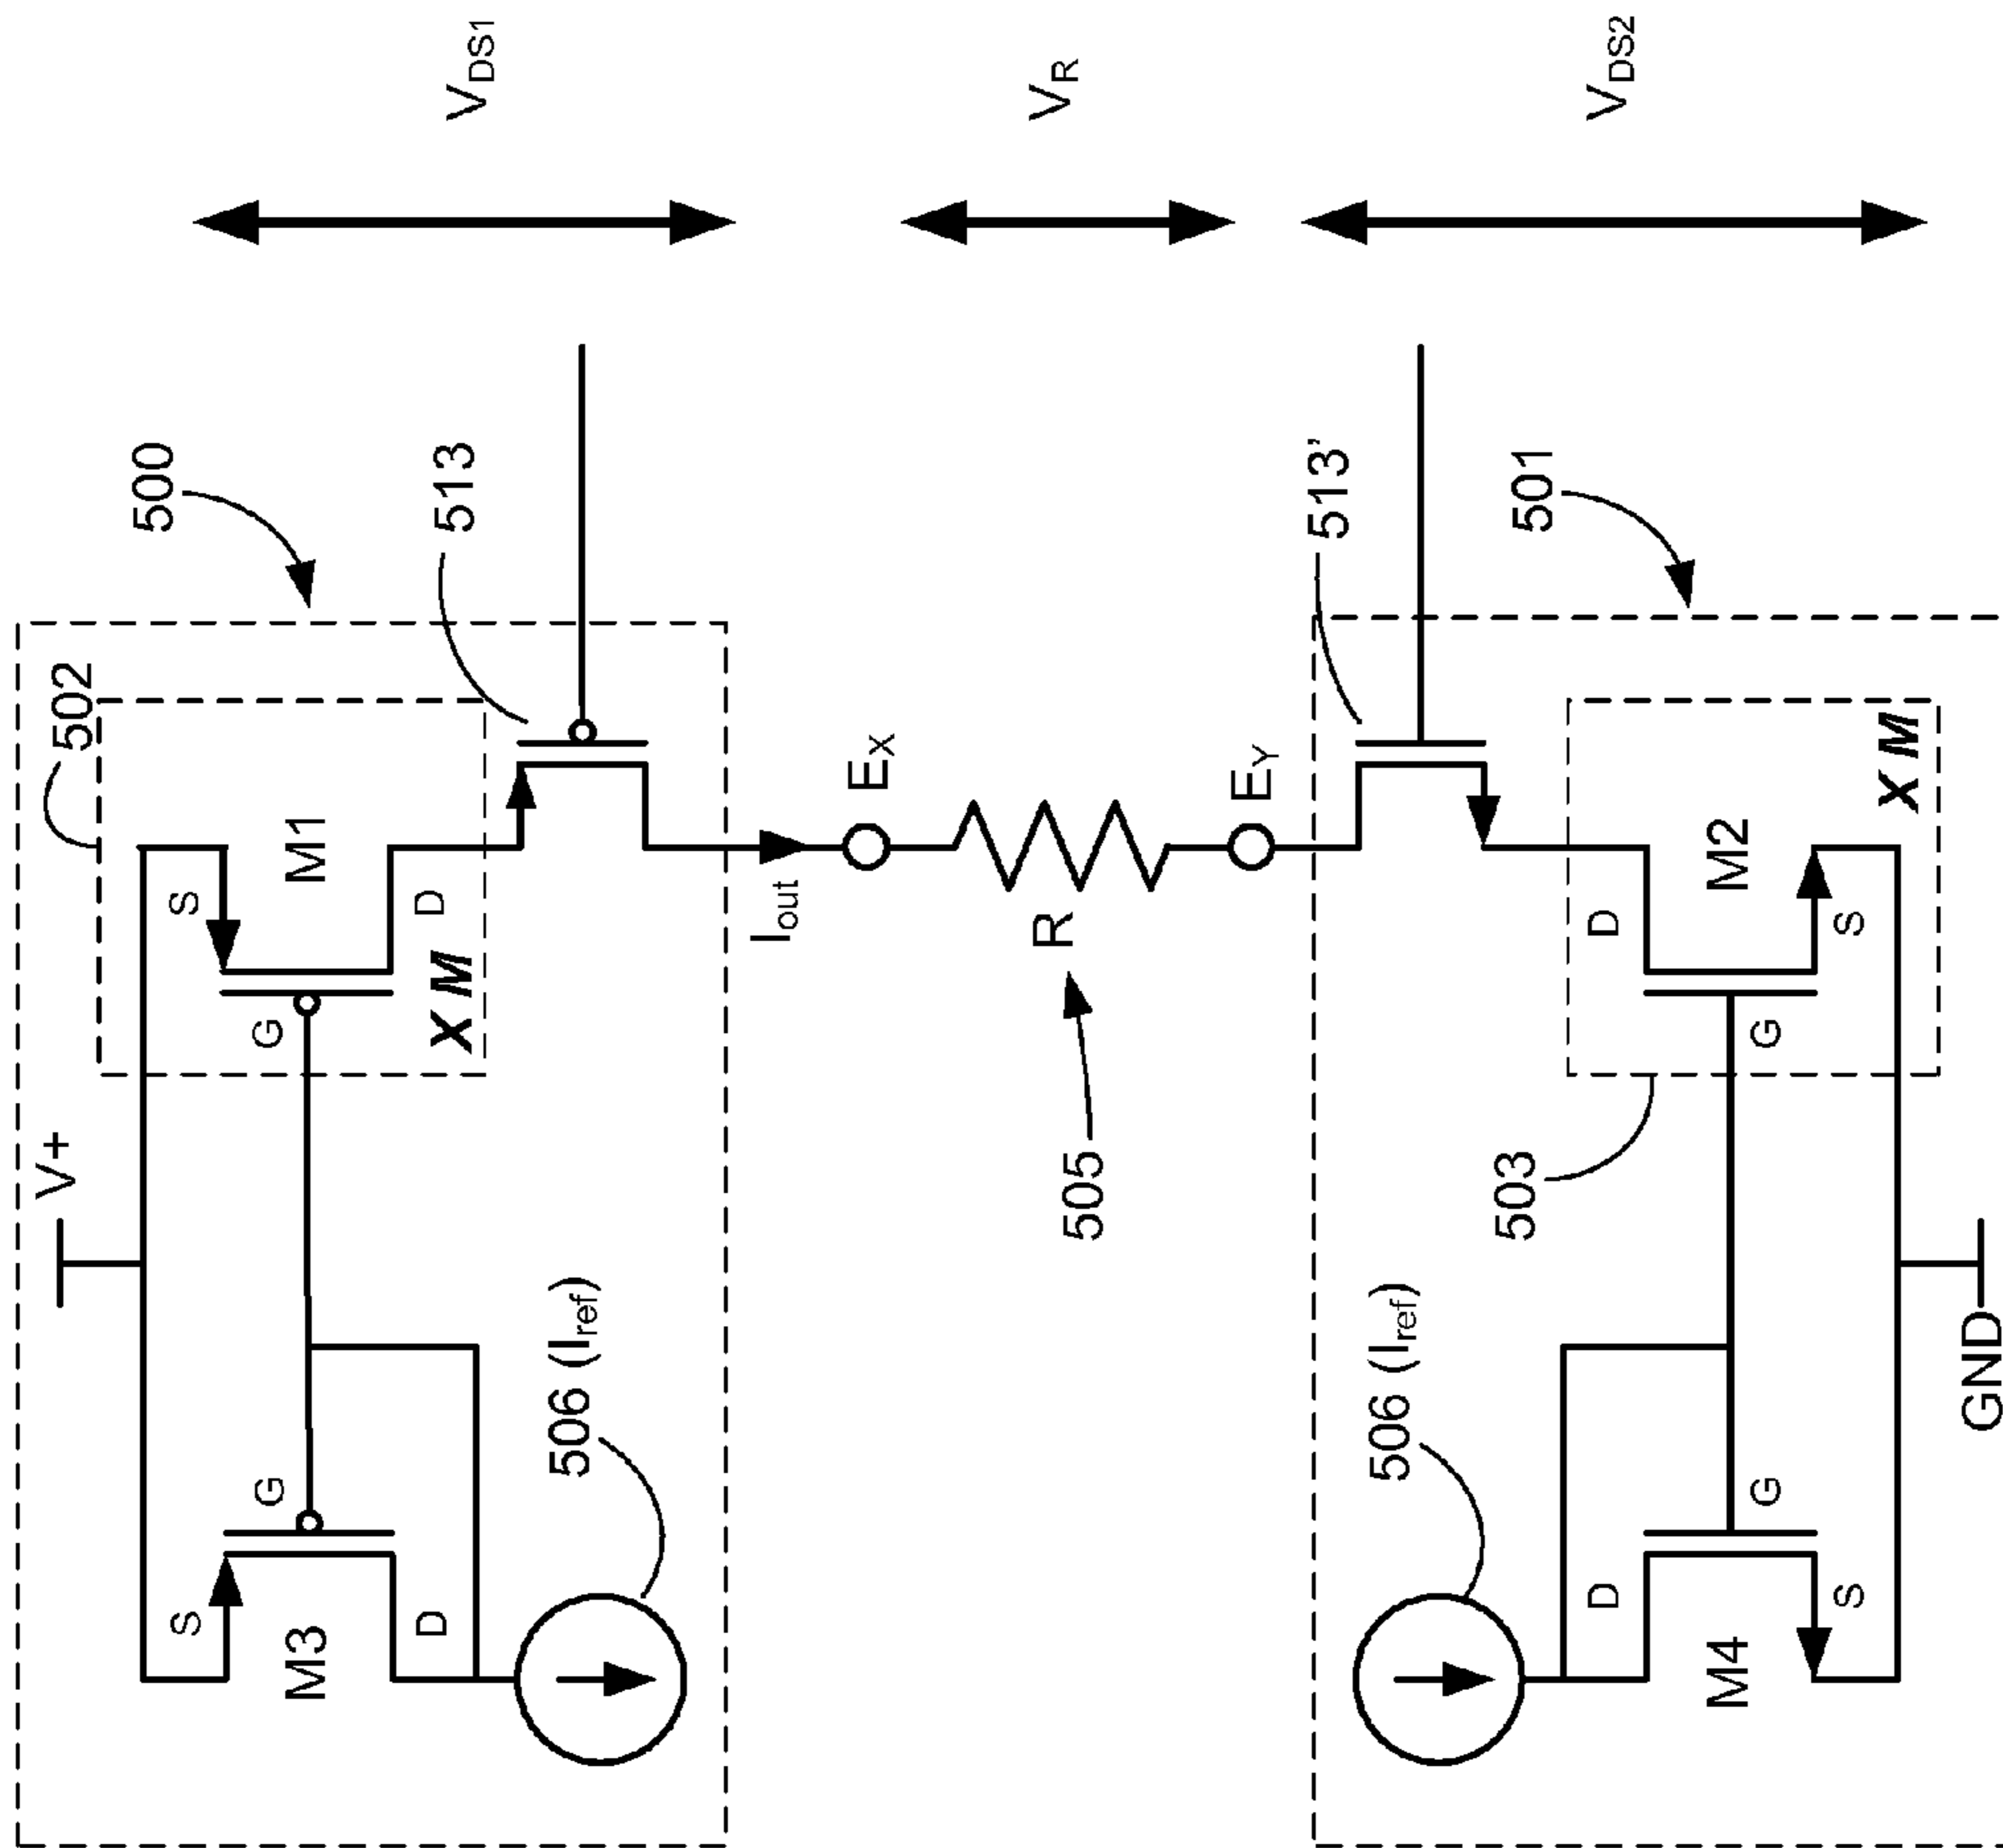 V+
502
500
S
M1
G
D
x M
513
V_DS1
S
M3
G
D
506 (I_ref)
I_out
E_X
R
505
V_R
E_Y
513'
501
506 (I_ref)
503
D
M2
G
S
x M
V_DS2
D
M4
G
S
GND